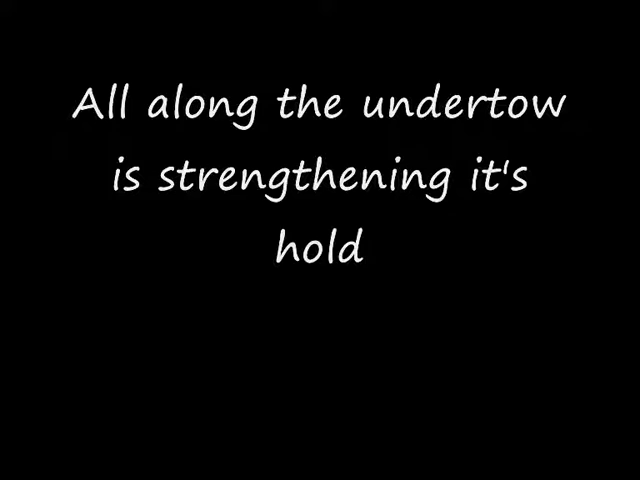 All along the undertow
is strengthening it's
hold